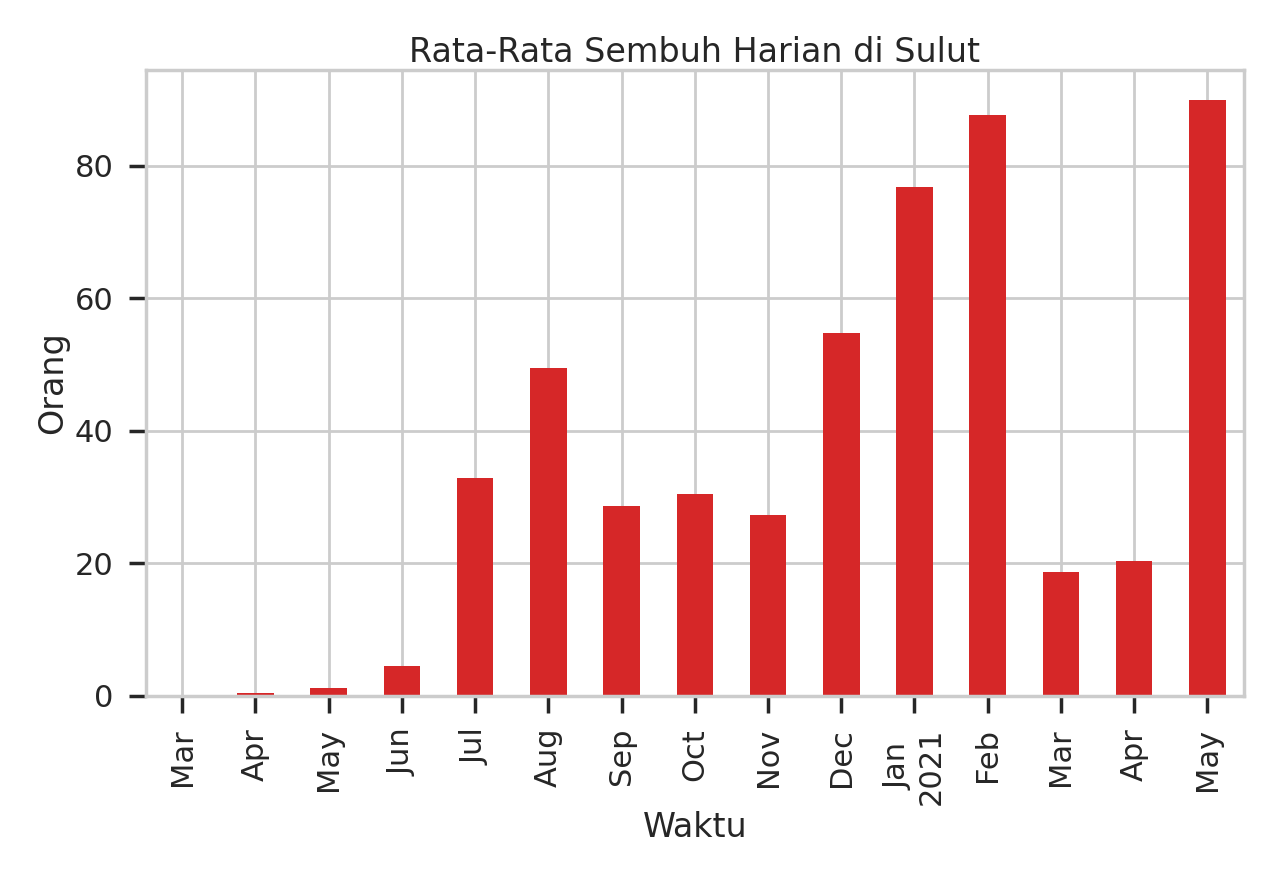 Rata-Rata Sembuh Harian di Sulut
Orang
80
60
40
20
0
Mar
Apr
May
Jun
Jul
Aug
Sep
Oct
Nov
Dec
Jan
2021
Feb
Mar
Apr
May
Waktu